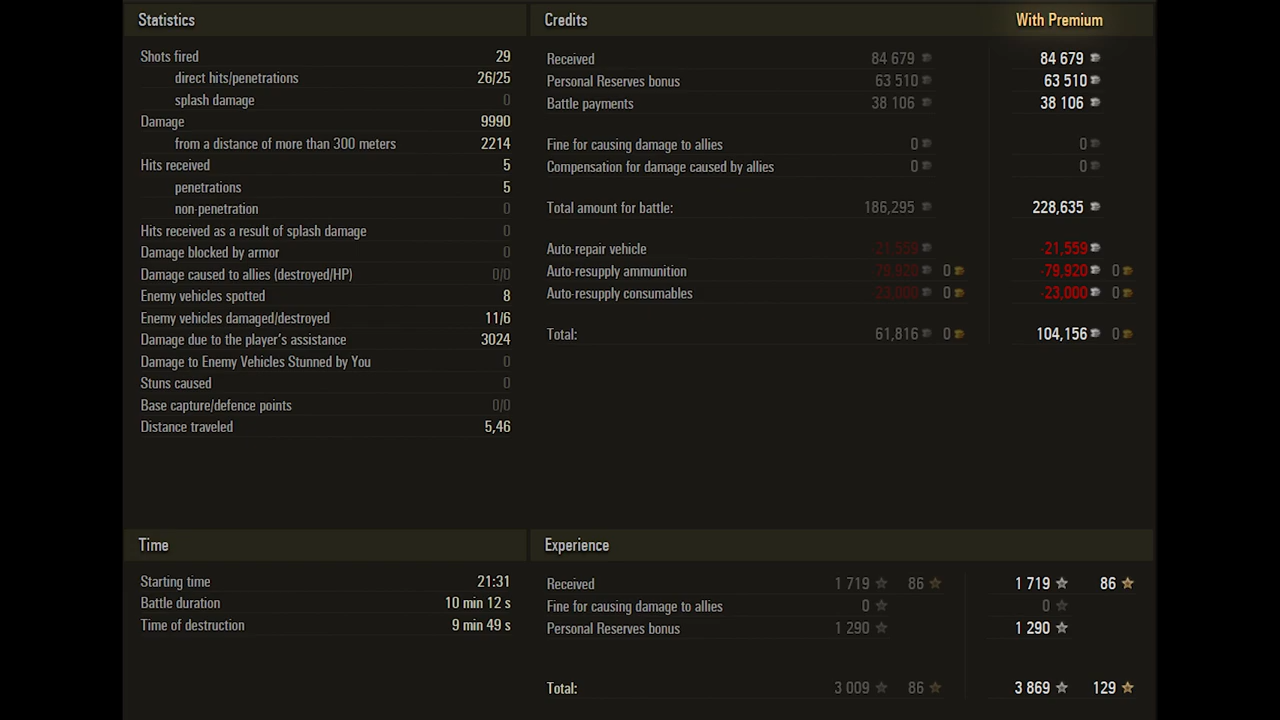 Statistics
Shots fired 29
direct hits/penetrations 26/25
splash damage 0
Damage 9990
from a distance of more than 300 meters 2214
Hits received 5
penetrations 5
non-penetration 0
Hits received as a result of splash damage 0
Damage blocked by armor 0
Damage caused to allies (destroyed/HP) 0/0
Enemy vehicles spotted 8
Enemy vehicles damaged/destroyed 11/6
Damage due to the player's assistance 3024
Damage to Enemy Vehicles Stunned by You 0
Stuns caused 0
Base capture/defence points 0/0
Distance traveled 5,46
Credits With Premium
Received 84 679 84 679
Personal Reserves bonus 63 510 63 510
Battle payments 38 106 38 106
Fine for causing damage to allies 0 0
Compensation for damage caused by allies 0 0
Total amount for battle: 186,295 228,635
Auto-repair vehicle -21,559 -21,559
Auto-resupply ammunition -79,920 0 -79,920 0
Auto-resupply consumables -23,000 0 -23,000 0
Total: 61,816 0 104,156 0
Time
Starting time 21:31
Battle duration 10 min 12 s
Time of destruction 9 min 49 s
Experience
Received 1 719 86 1 719 86
Fine for causing damage to allies 0 0
Personal Reserves bonus 1 290 1 290
Total: 3 009 86 3 869 129